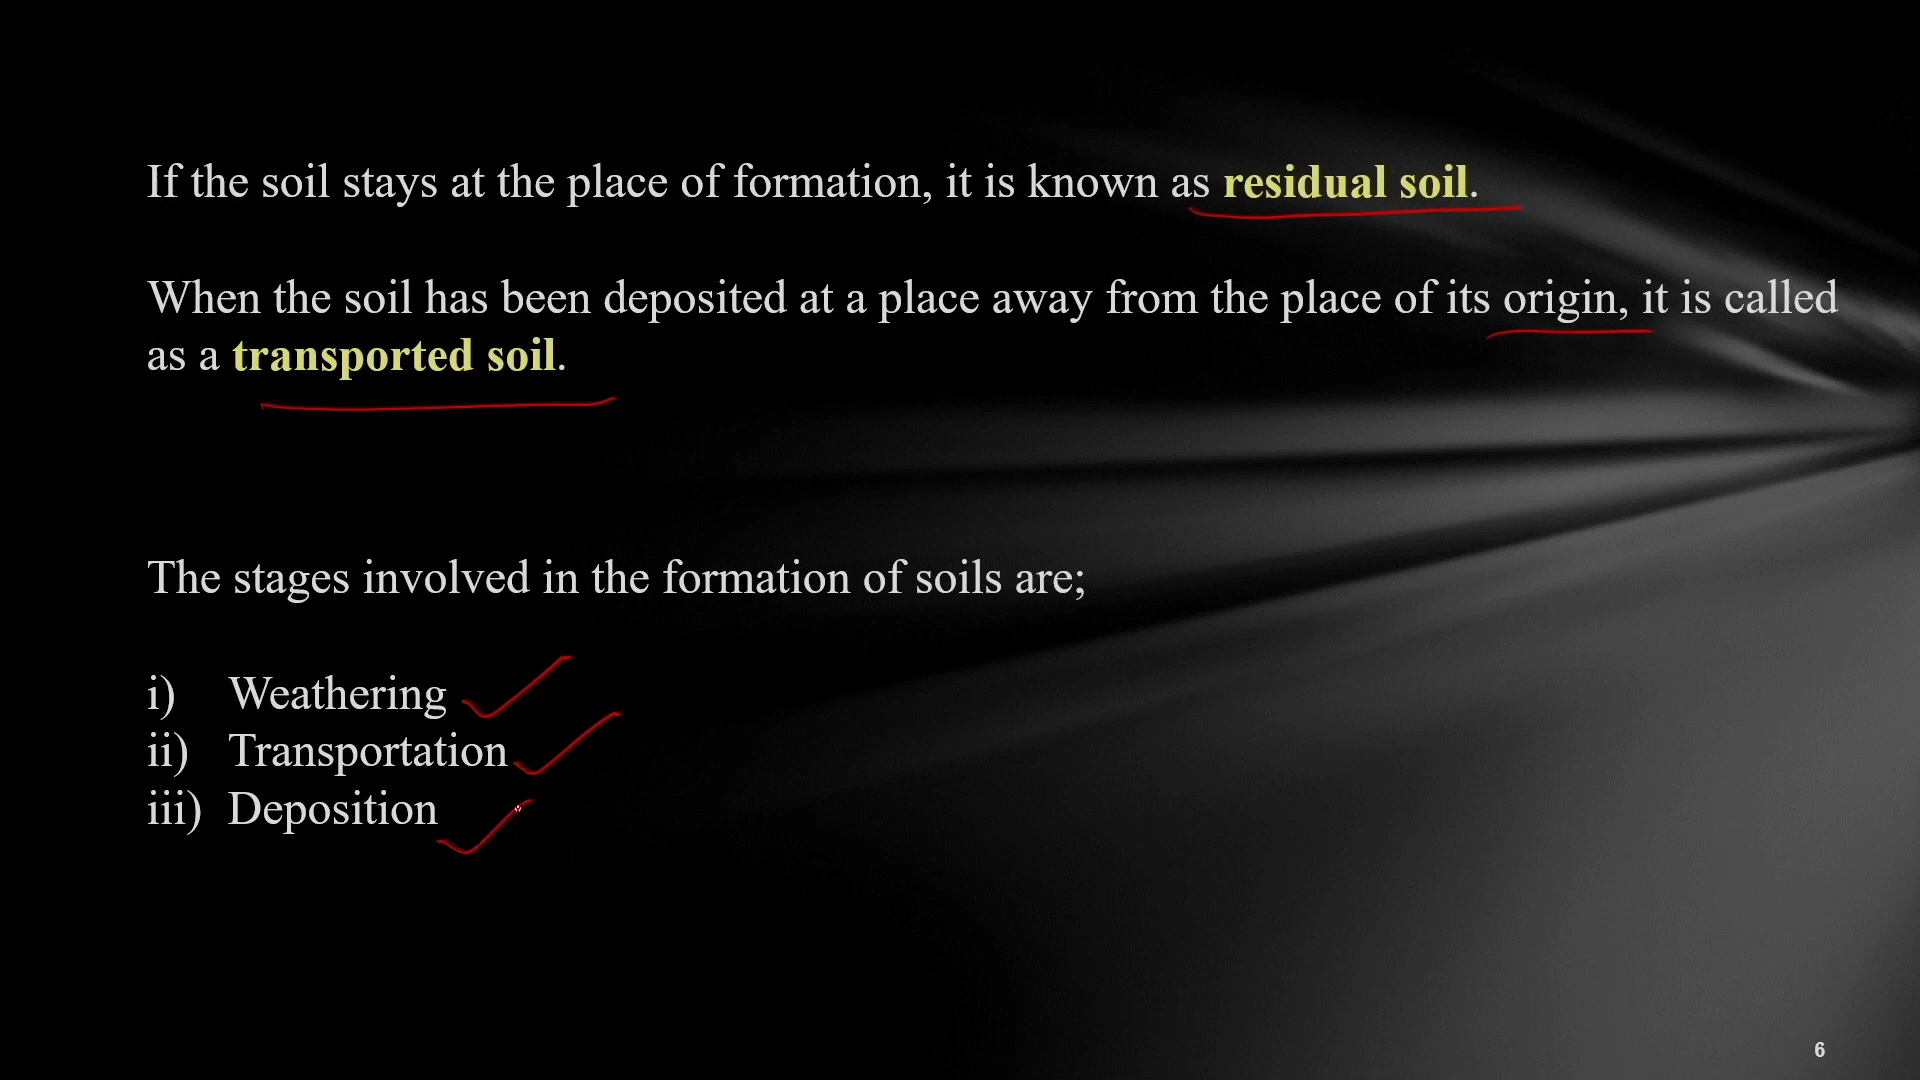 If the soil stays at the place of formation, it is known as residual soil.
When the soil has been deposited at a place away from the place of its origin, it is called
as a transported soil.
The stages involved in the formation of soils are;
i) Weathering
ii) Transportation
iii) Deposition
6